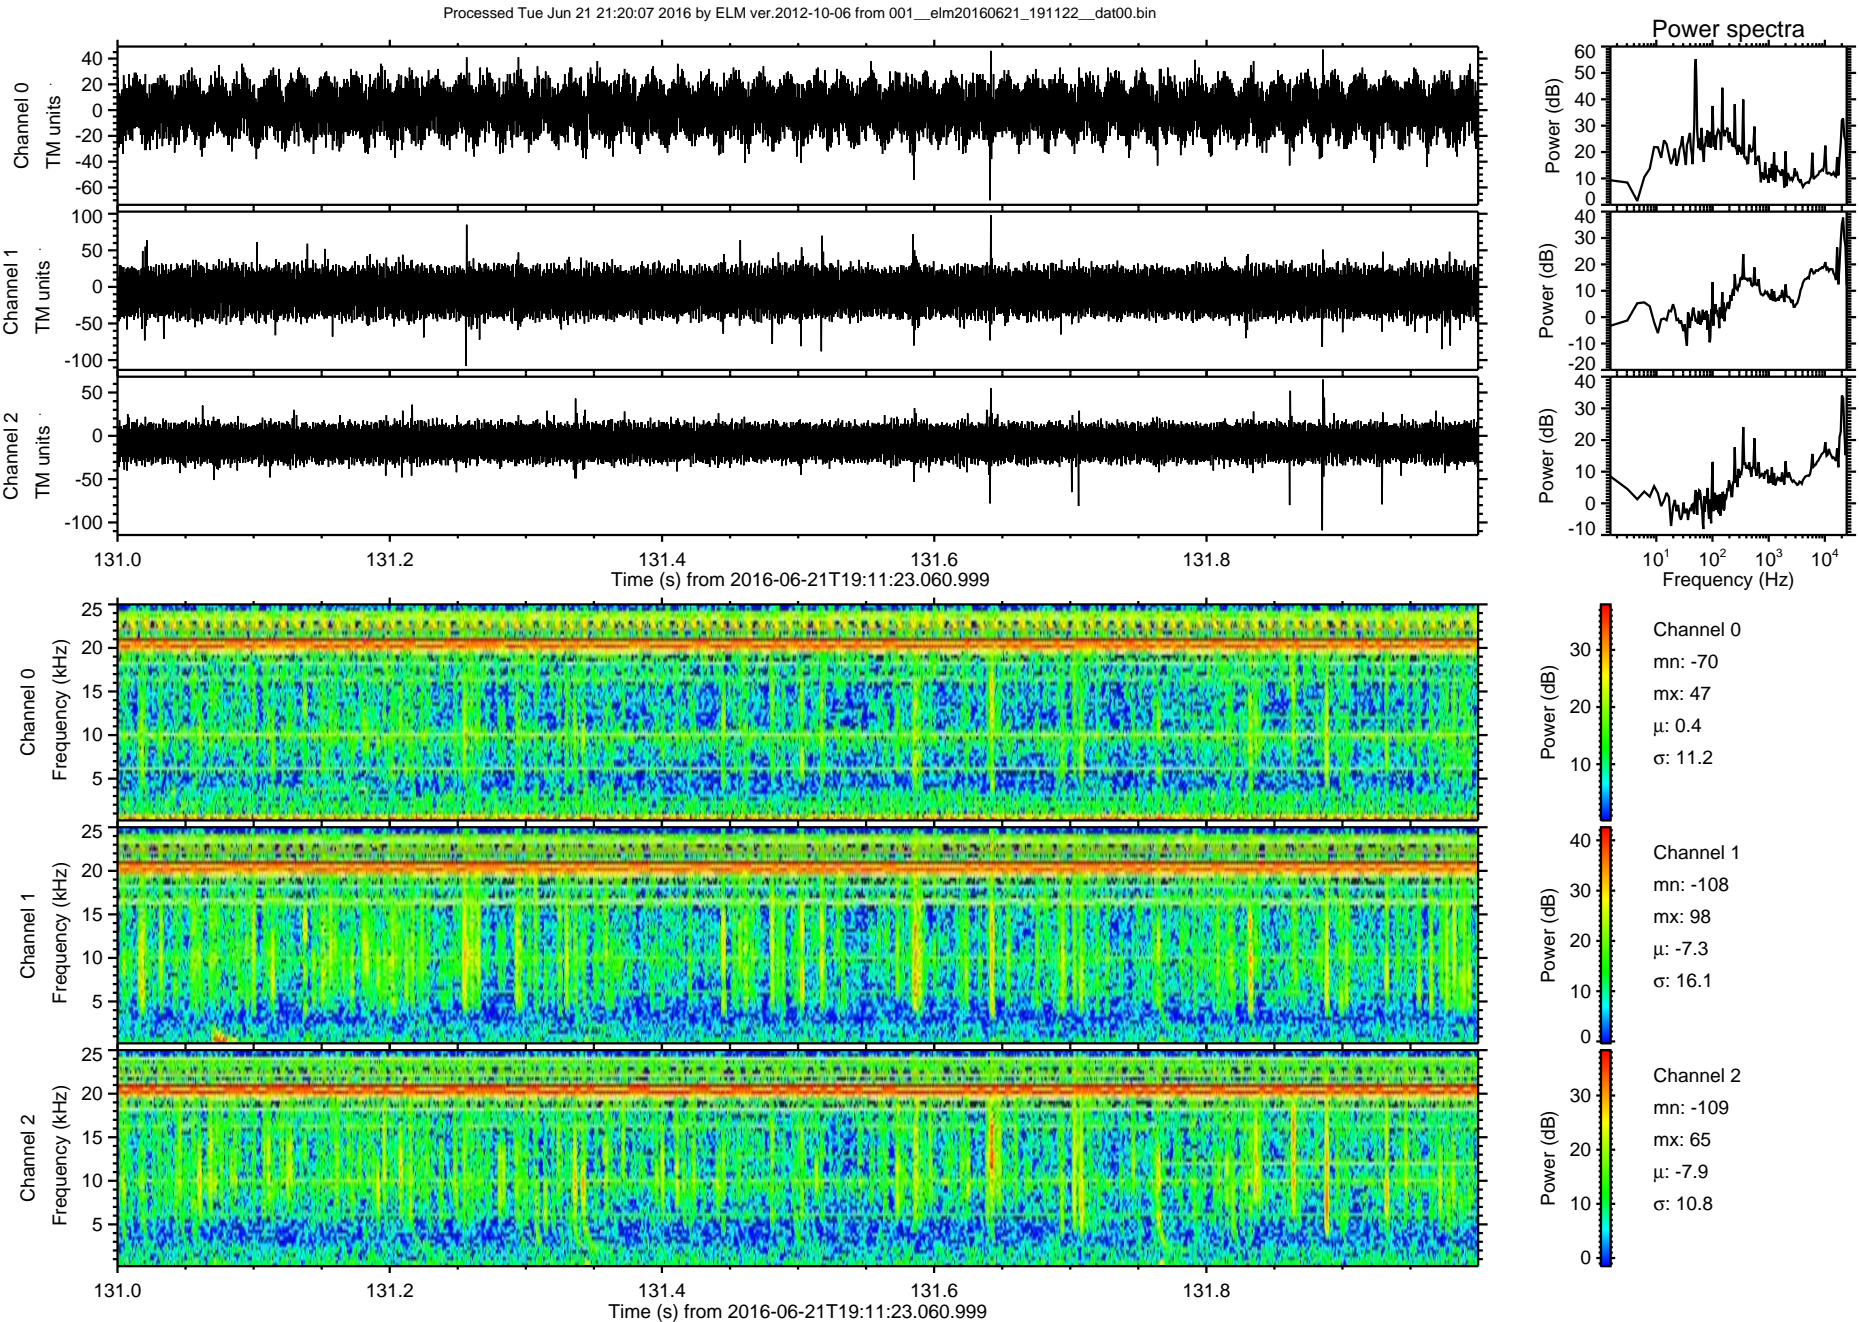 Processed Tue Jun 21 21:20:07 2016 by ELM ver.2012-10-06 from 001__elm20160621_191122__dat00.bin
Power spectra
Channel 0
TM units
40
20
0
-20
-40
-60
Power (dB)
60
50
40
30
20
10
0
Channel 1
TM units
100
50
0
-50
-100
Power (dB)
40
30
20
10
0
-10
-20
Channel 2
TM units
50
0
-50
-100
Power (dB)
40
30
20
10
0
-10
131.0 131.2 131.4 131.6 131.8
Time (s) from 2016-06-21T19:11:23.060.999
10^1 10^2 10^3 10^4
Frequency (Hz)
Channel 0
Frequency (kHz)
25
20
15
10
5
Power (dB)
30
20
10
Channel 0
mn: -70
mx: 47
μ: 0.4
σ: 11.2
Channel 1
Frequency (kHz)
25
20
15
10
5
Power (dB)
40
30
20
10
0
Channel 1
mn: -108
mx: 98
μ: -7.3
σ: 16.1
Channel 2
Frequency (kHz)
25
20
15
10
5
Power (dB)
30
20
10
0
Channel 2
mn: -109
mx: 65
μ: -7.9
σ: 10.8
131.0 131.2 131.4 131.6 131.8
Time (s) from 2016-06-21T19:11:23.060.999